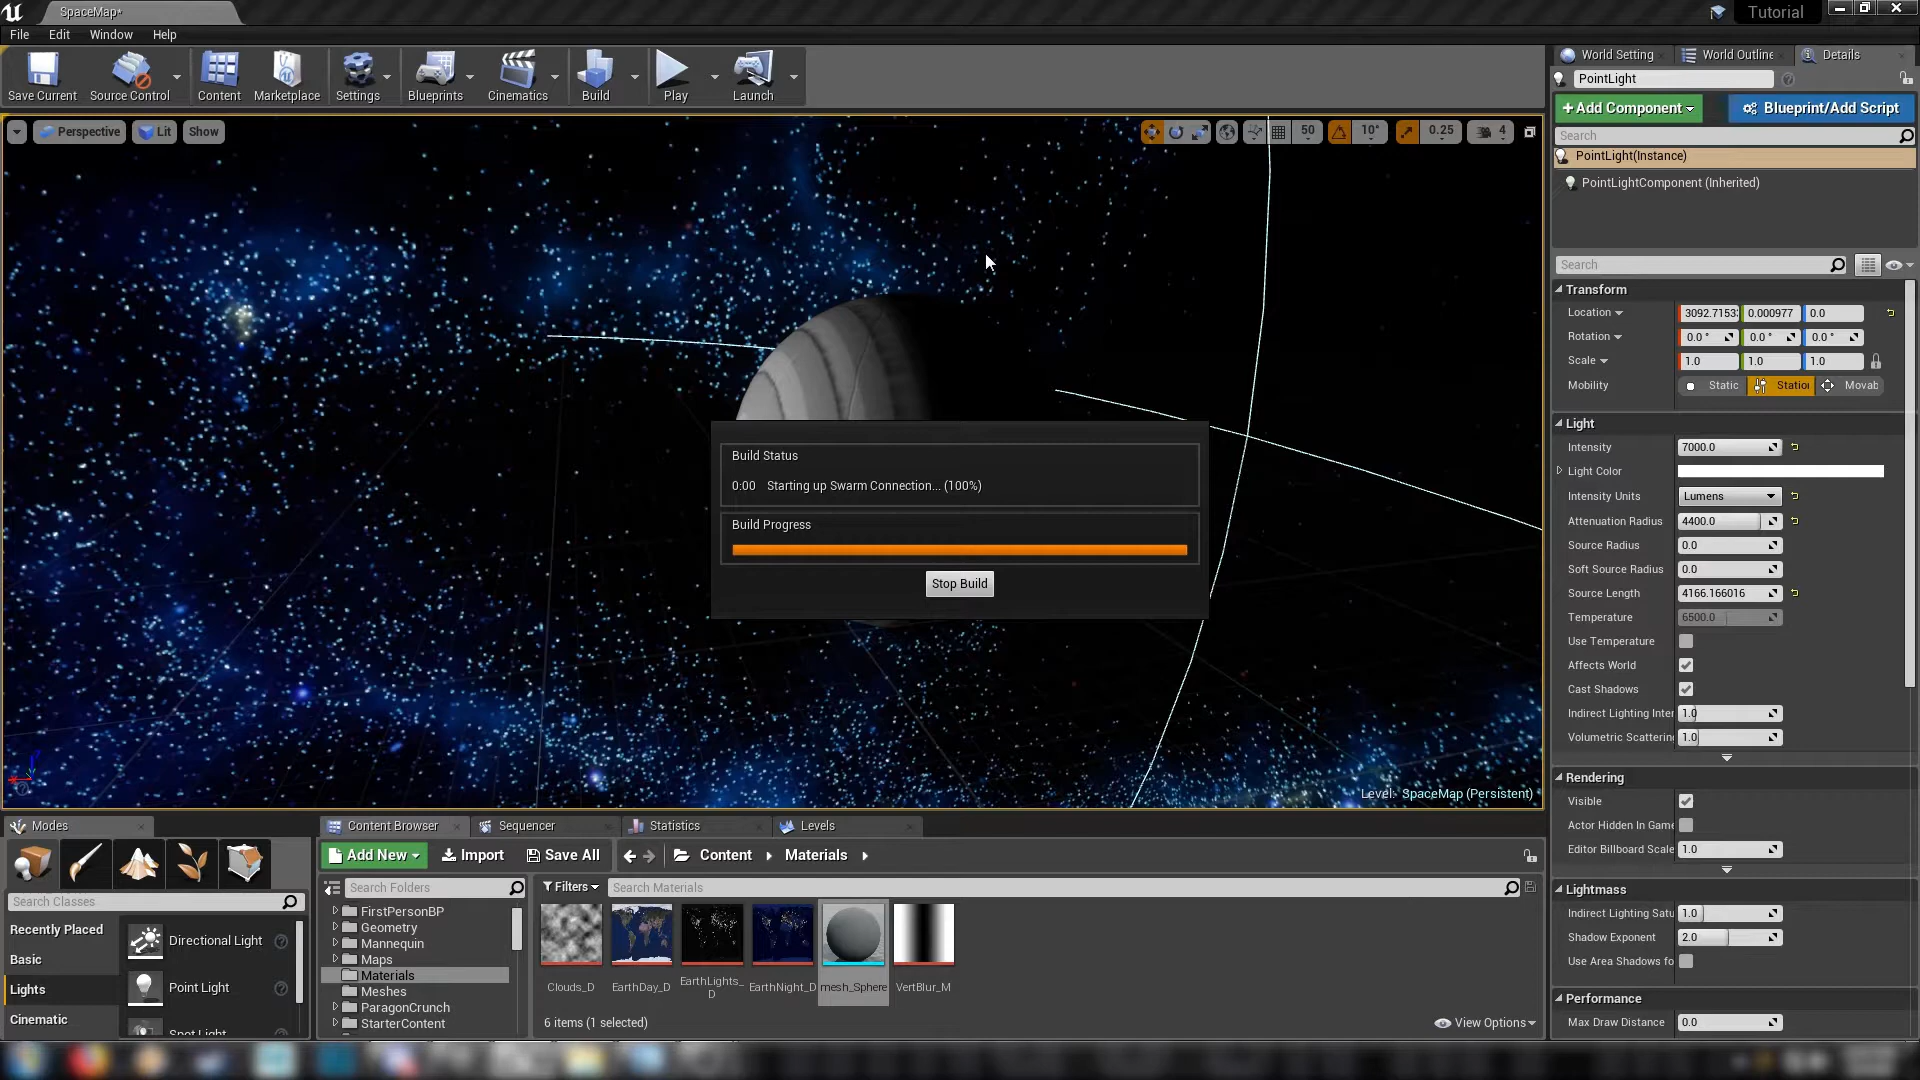 SpaceMap*
Tutorial
File Edit Window Help
Save Current Source Control Content Marketplace Settings Blueprints Cinematics Build Play Launch
Perspective Lit Show
50 10° 0.25 4
Build Status
0:00 Starting up Swarm Connection... (100%)
Build Progress
Stop Build
Level: SpaceMap (Persistent)
World Setting World Outline Details
PointLight
+Add Component Blueprint/Add Script
Search
PointLight(Instance)
PointLightComponent (Inherited)
Search
Transform
Location 3092.7153 0.000977 0.0
Rotation 0.0 ° 0.0 ° 0.0 °
Scale 1.0 1.0 1.0
Mobility Static Station Movab
Light
Intensity 7000.0
Light Color
Intensity Units Lumens
Attenuation Radius 4400.0
Source Radius 0.0
Soft Source Radius 0.0
Source Length 4166.166016
Temperature 6500.0
Use Temperature
Affects World
Cast Shadows
Indirect Lighting Inter 1.0
Volumetric Scattering 1.0
Rendering
Visible
Actor Hidden In Game
Editor Billboard Scale 1.0
Lightmass
Indirect Lighting Satu 1.0
Shadow Exponent 2.0
Use Area Shadows fo
Performance
Max Draw Distance 0.0
Modes
Search Classes
Recently Placed
Basic
Lights
Cinematic
Directional Light
Point Light
Spot Light
Content Browser Sequencer Statistics Levels
Add New Import Save All Content Materials
Search Folders
Filters Search Materials
FirstPersonBP
Geometry
Mannequin
Maps
Materials
Meshes
ParagonCrunch
StarterContent
Clouds_D EarthDay_D EarthLights_D EarthNight_D mesh_Sphere VertBlur_M
6 items (1 selected)
View Options